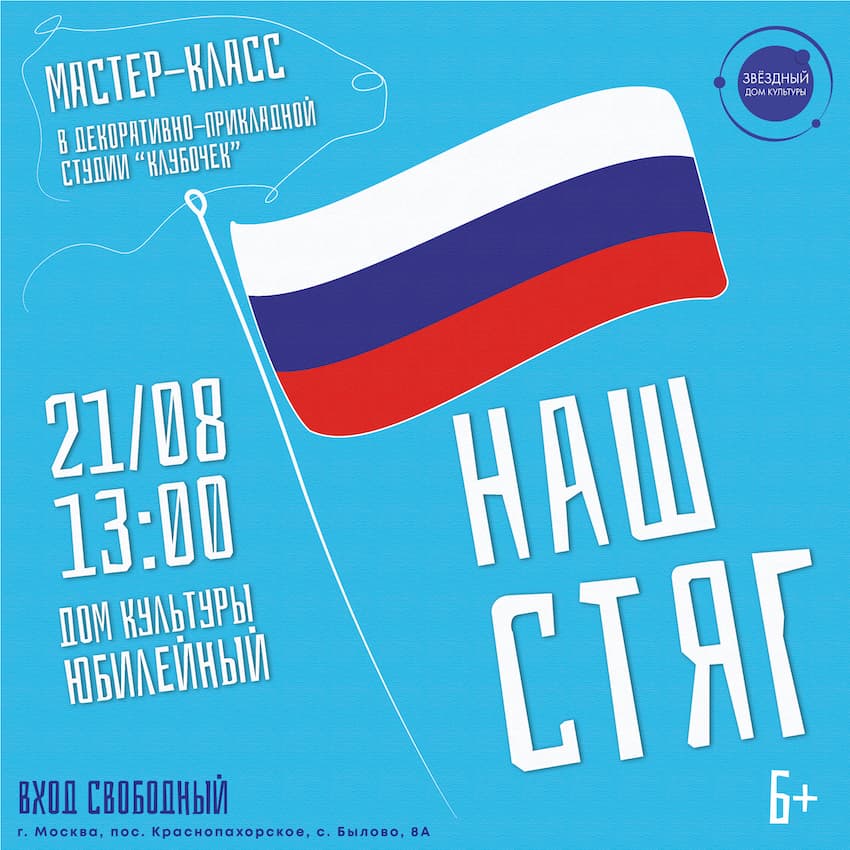 МАСТЕР-КЛАСС
В ДЕКОРАТИВНО-ПРИКЛАДНОЙ
СТУДИИ “КЛУБОЧЕК”
ЗВЁЗДНЫЙ
ДОМ КУЛЬТУРЫ
21/08
13:00
ДОМ КУЛЬТУРЫ
ЮБИЛЕЙНЫЙ
НАШ
СТЯГ
ВХОД СВОБОДНЫЙ
г. Москва, пос. Краснопахорское, с. Былово, 8А
6+